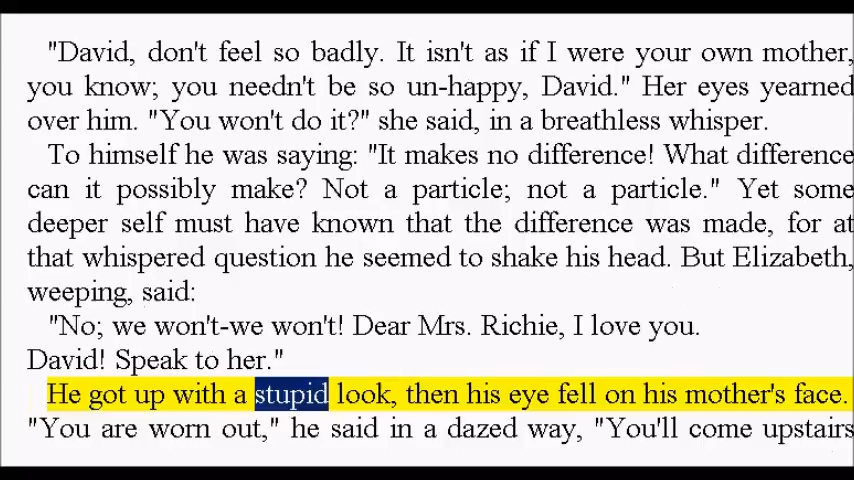 "David, don't feel so badly. It isn't as if I were your own mother,
you know; you needn't be so un-happy, David." Her eyes yearned
over him. "You won't do it?" she said, in a breathless whisper.
To himself he was saying: "It makes no difference! What difference
can it possibly make? Not a particle; not a particle." Yet some
deeper self must have known that the difference was made, for at
that whispered question he seemed to shake his head. But Elizabeth,
weeping, said:
"No; we won't-we won't! Dear Mrs. Richie, I love you.
David! Speak to her."
He got up with a stupid look, then his eye fell on his mother's face.
"You are worn out," he said in a dazed way, "You'll come upstairs